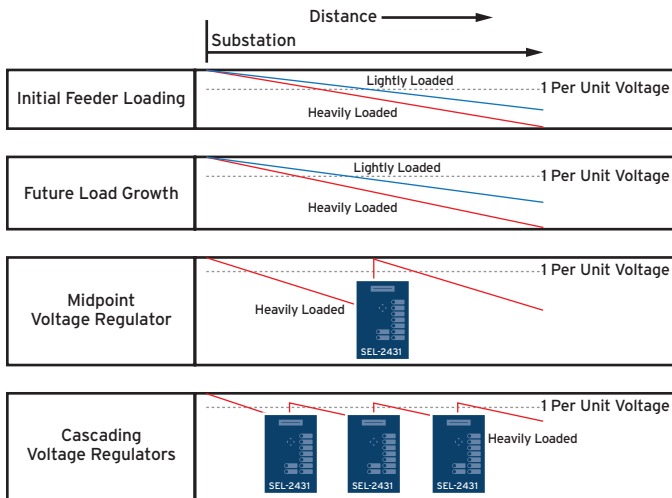 Distance
Substation
Initial Feeder Loading
Lightly Loaded
1 Per Unit Voltage
Heavily Loaded
Future Load Growth
Lightly Loaded
1 Per Unit Voltage
Heavily Loaded
Midpoint
Voltage Regulator
1 Per Unit Voltage
Heavily Loaded
SEL-2431
Cascading
Voltage Regulators
1 Per Unit Voltage
Heavily Loaded
SEL-2431
SEL-2431
SEL-2431